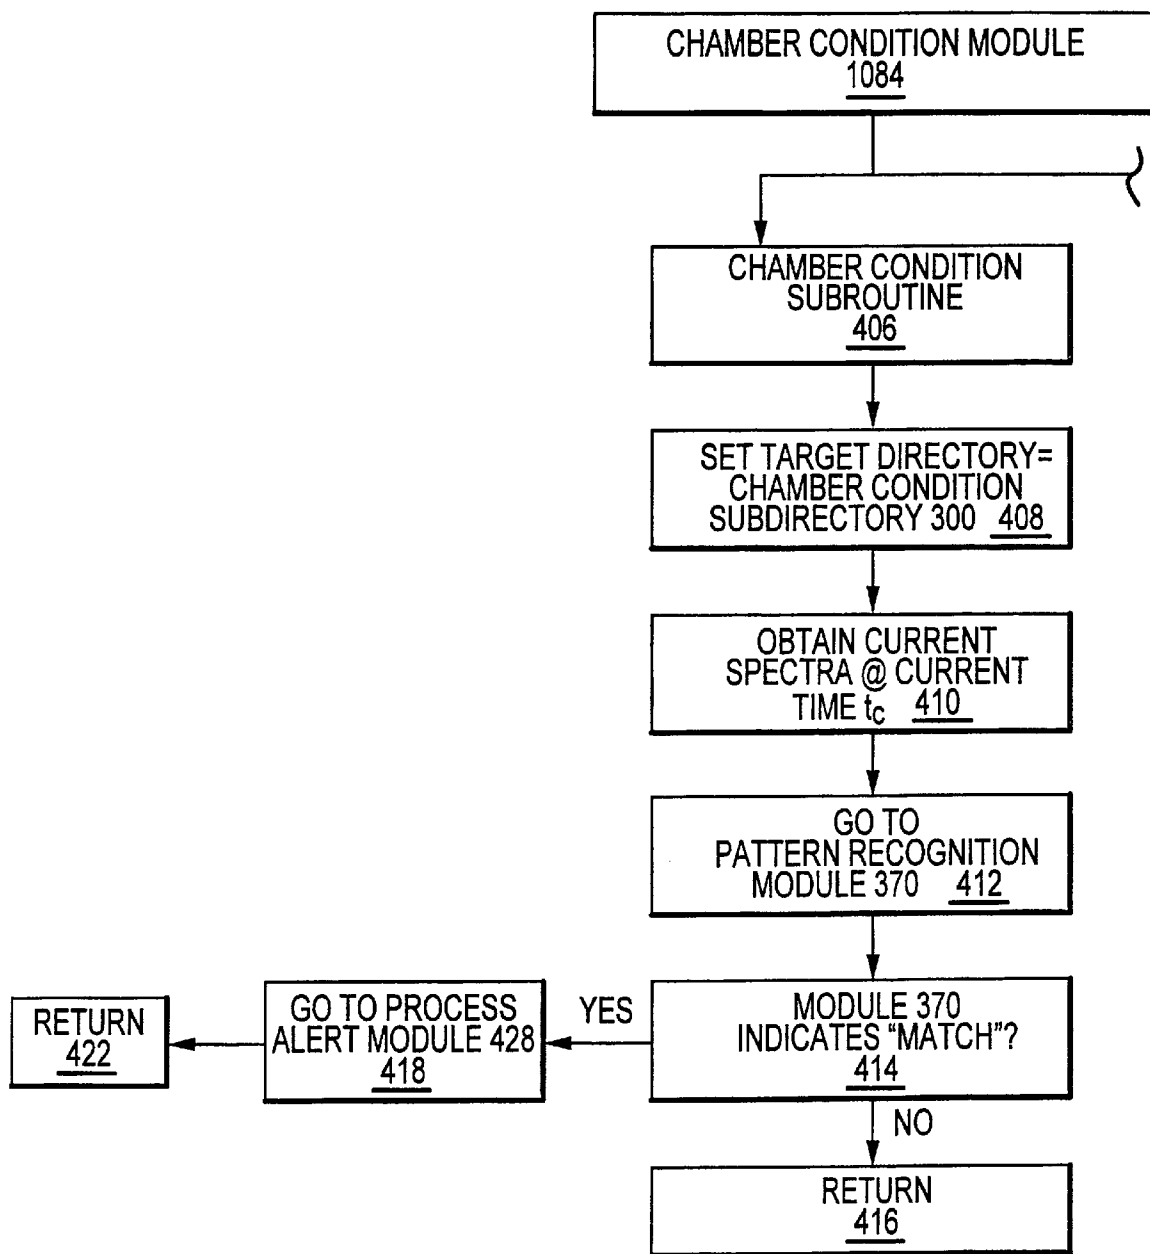 CHAMBER CONDITION MODULE
1084
CHAMBER CONDITION
SUBROUTINE
406
SET TARGET DIRECTORY=
CHAMBER CONDITION
SUBDIRECTORY 300 408
OBTAIN CURRENT
SPECTRA @ CURRENT
TIME tc 410
GO TO
PATTERN RECOGNITION
MODULE 370 412
MODULE 370
INDICATES “MATCH”?
414
YES
GO TO PROCESS
ALERT MODULE 428
418
RETURN
422
NO
RETURN
416